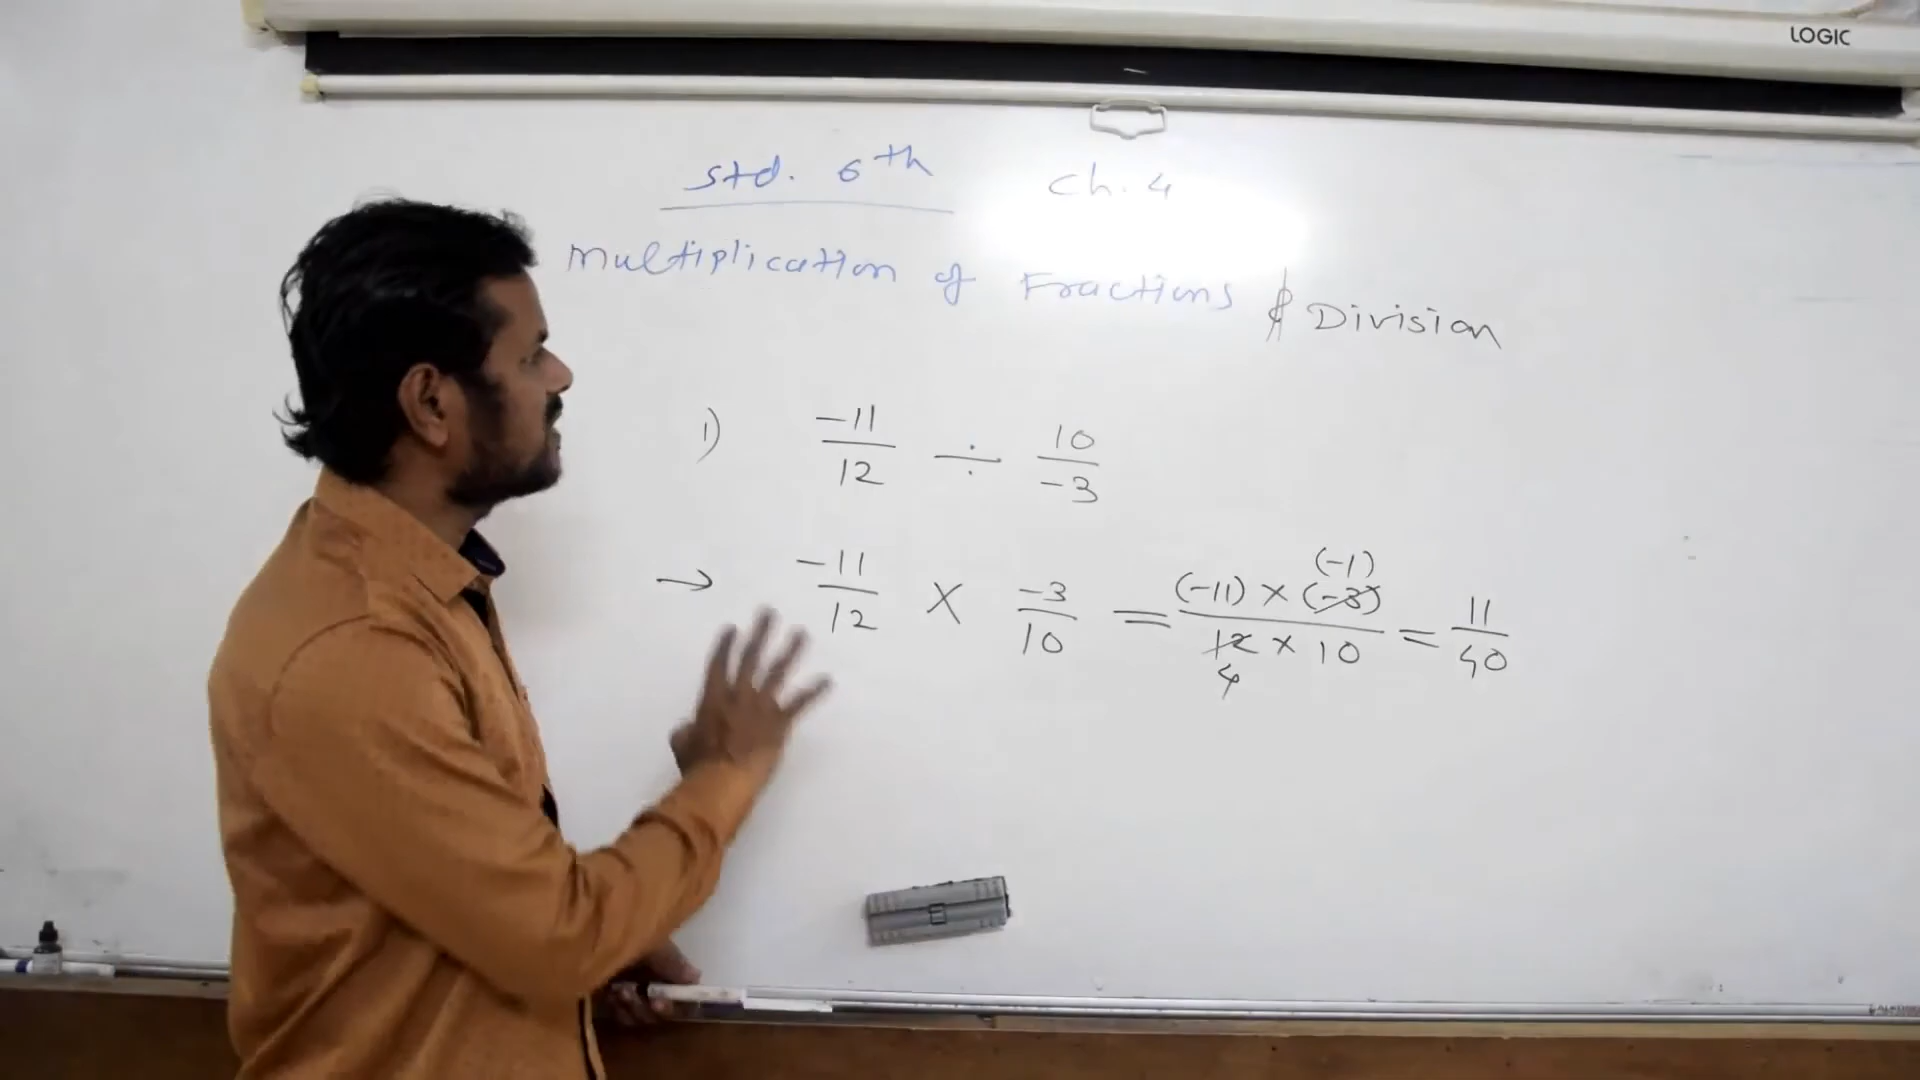 LOGIC
Std. 6th Ch. 4
Multiplication of Fractions & Division
1) -11/12 ÷ 10/-3
→ -11/12 × -3/10 = (-11) × (-3) (-1) / 12 4 × 10 = 11/40